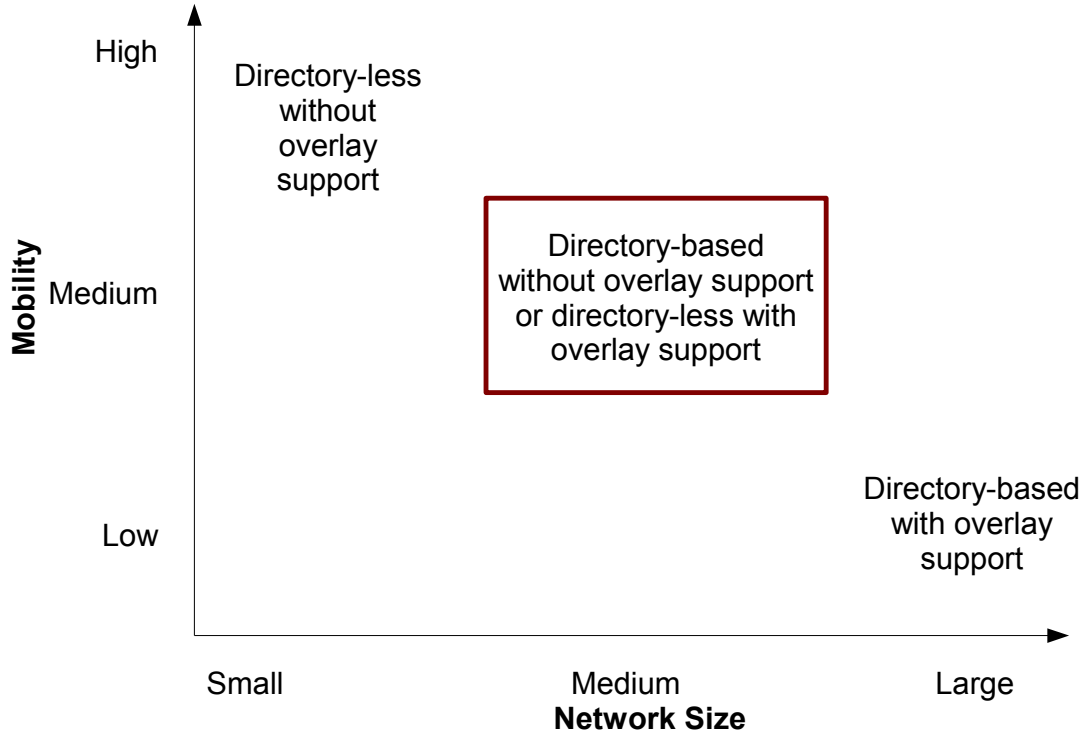 High
Directory-less
without
overlay
support
Mobility
Medium
Directory-based
without overlay support
or directory-less with
overlay support
Low
Directory-based
with overlay
support
Small
Medium
Large
Network Size